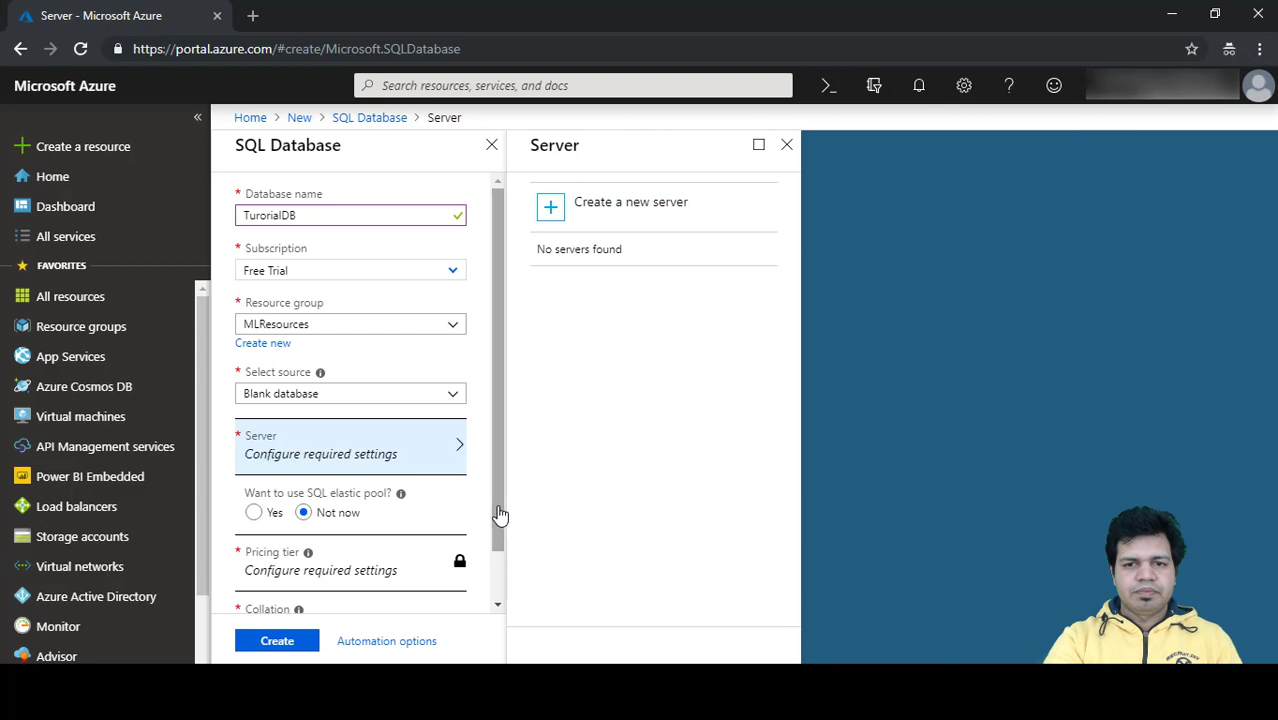 Server - Microsoft Azure
https://portal.azure.com/#create/Microsoft.SQLDatabase
Microsoft Azure
Search resources, services, and docs
Home > New > SQL Database > Server
Create a resource
Home
Dashboard
All services
FAVORITES
All resources
Resource groups
App Services
Azure Cosmos DB
Virtual machines
API Management services
Power BI Embedded
Load balancers
Storage accounts
Virtual networks
Azure Active Directory
Monitor
Advisor
SQL Database
* Database name
TurorialDB
* Subscription
Free Trial
* Resource group
MLResources
Create new
* Select source
Blank database
* Server
Configure required settings
Want to use SQL elastic pool?
Yes Not now
* Pricing tier
Configure required settings
* Collation
Create Automation options
Server
Create a new server
No servers found